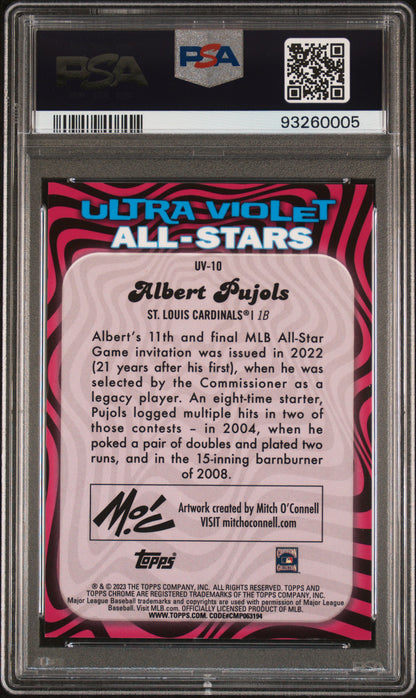 PSA
PSA
93260005
ULTRA VIOLET
ALL-STARS
UV-10
Albert Pujols
ST. LOUIS CARDINALS® | 1B
Albert's 11th and final MLB All-Star
Game invitation was issued in 2022
(21 years after his first), when he was
selected by the Commissioner as a
legacy player. An eight-time starter,
Pujols logged multiple hits in two of
those contests – in 2004, when he
poked a pair of doubles and plated two
runs, and in the 15-inning barnburner
of 2008.
Mo'C
Artwork created by Mitch O'Connell
VISIT mitchoconnell.com
Topps
® & © 2023 THE TOPPS COMPANY, INC. ALL RIGHTS RESERVED. TOPPS AND
TOPPS CHROME ARE REGISTERED TRADEMARKS OF THE TOPPS COMPANY, INC.
Major League Baseball trademarks and copyrights are used with permission of Major League
Baseball. Visit MLB.com. OFFICIALLY LICENSED PRODUCT OF MLB.
WWW.TOPPS.COM. CODE#CMP063194